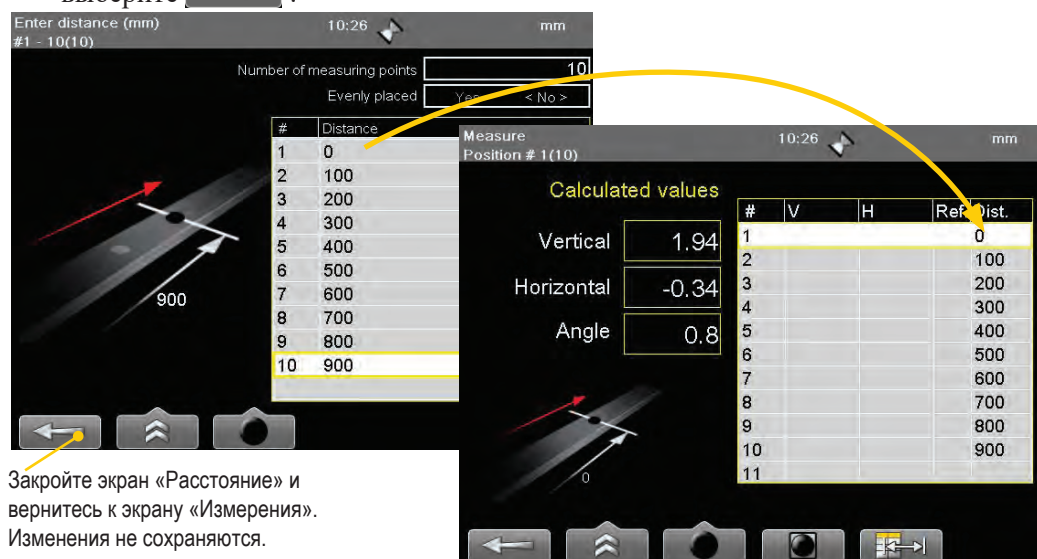 выберите .
Enter distance (mm) 10:26 mm
#1 - 10(10)
Number of measuring points 10
Evenly placed Yes < No >
# Distance
1 0
2 100
3 200
4 300
5 400
6 500
7 600
8 700
9 800
10 900
900
Закройте экран «Расстояние» и
вернитесь к экрану «Измерения».
Изменения не сохраняются.
Measure 10:26 mm
Position # 1(10)
Calculated values
Vertical 1.94
Horizontal -0.34
Angle 0.8
# V H Ref Dist.
1 0
2 100
3 200
4 300
5 400
6 500
7 600
8 700
9 800
10 900
11
0